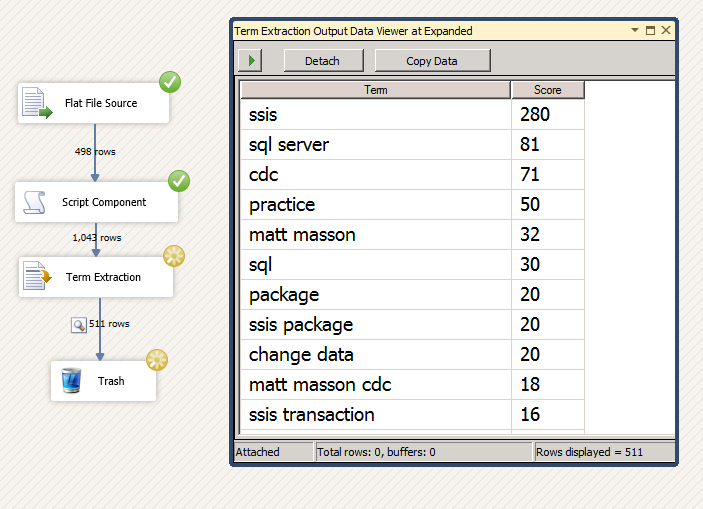 Flat File Source
498 rows
Script Component
1,043 rows
Term Extraction
511 rows
Trash
Term Extraction Output Data Viewer at Expanded
Detach Copy Data
Term Score
ssis 280
sql server 81
cdc 71
practice 50
matt masson 32
sql 30
package 20
ssis package 20
change data 20
matt masson cdc 18
ssis transaction 16
Attached Total rows: 0, buffers: 0 Rows displayed = 511